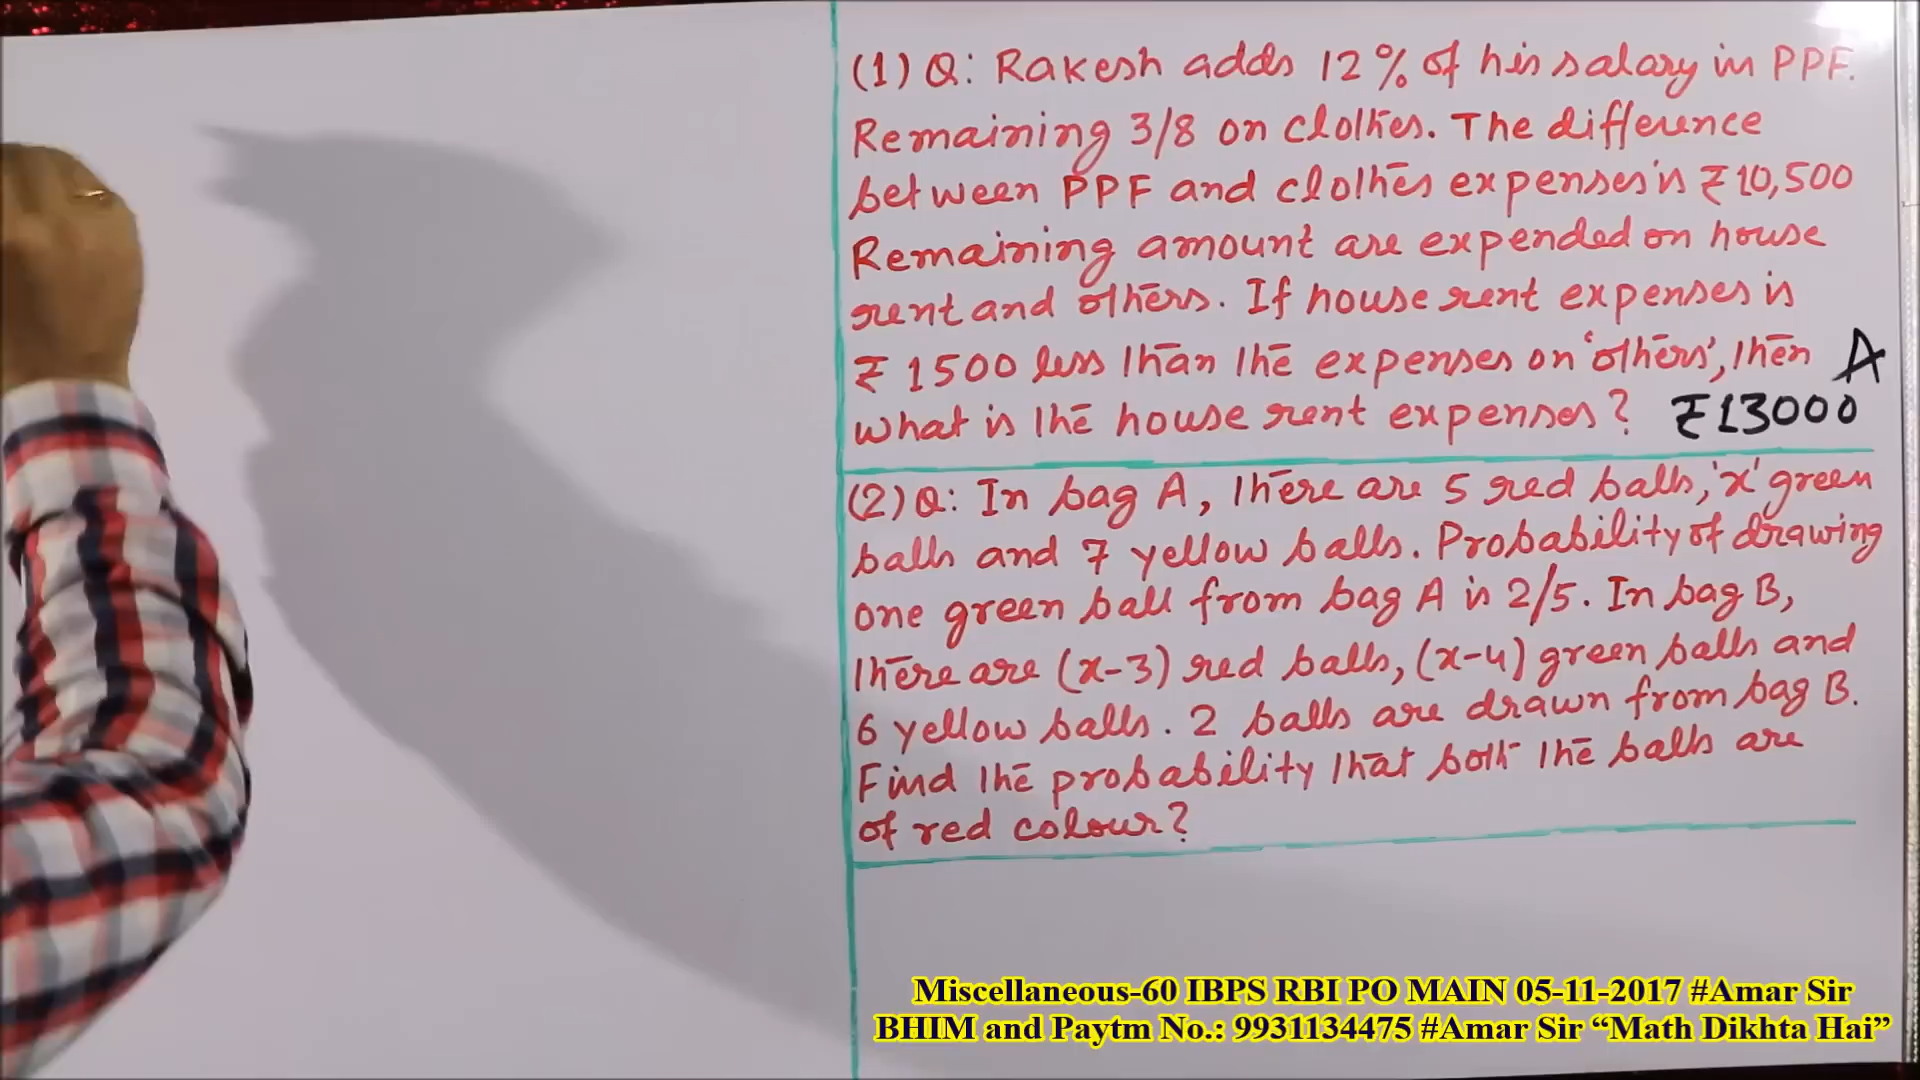 (1) Q: Rakesh adds 12% of his salary in PPF.
Remaining 3/8 on clothes. The difference
between PPF and clothes expenses is ₹10,500
Remaining amount are expended on house
rent and others. If house rent expenses is
₹ 1500 less than the expenses on 'others', then A
what is the house rent expenses? ₹13000
(2) Q: In bag A, there are 5 red balls, 'x' green
balls and 7 yellow balls. Probability of drawing
one green ball from bag A is 2/5. In bag B,
there are (x-3) red balls, (x-4) green balls and
6 yellow balls. 2 balls are drawn from bag B.
Find the probability that both the balls are
of red colour?
Miscellaneous-60 IBPS RBI PO MAIN 05-11-2017 #Amar Sir
BHIM and Paytm No.: 9931134475 #Amar Sir “Math Dikhta Hai”